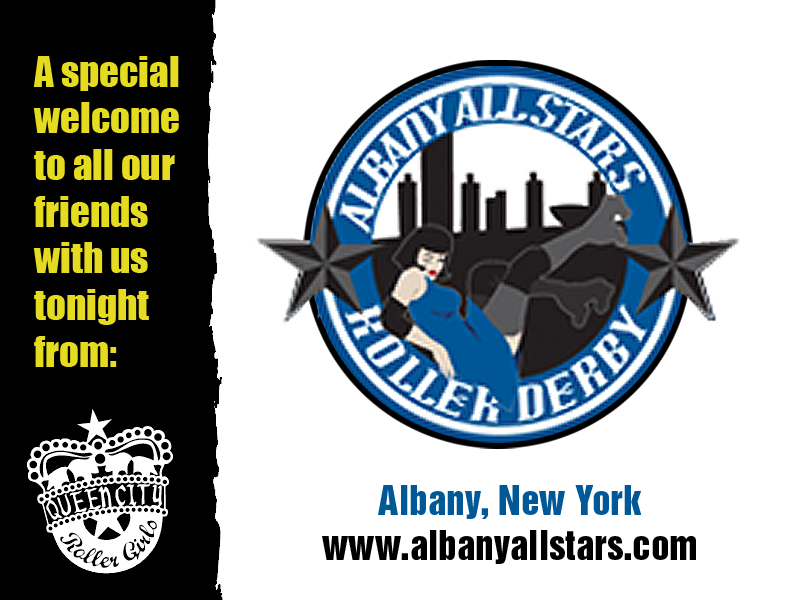 A special
welcome
to all our
friends
with us
tonight
from:
QUEEN CITY
Roller Girls
ALBANY ALL STARS
ROLLER DERBY
Albany, New York
www.albanyallstars.com